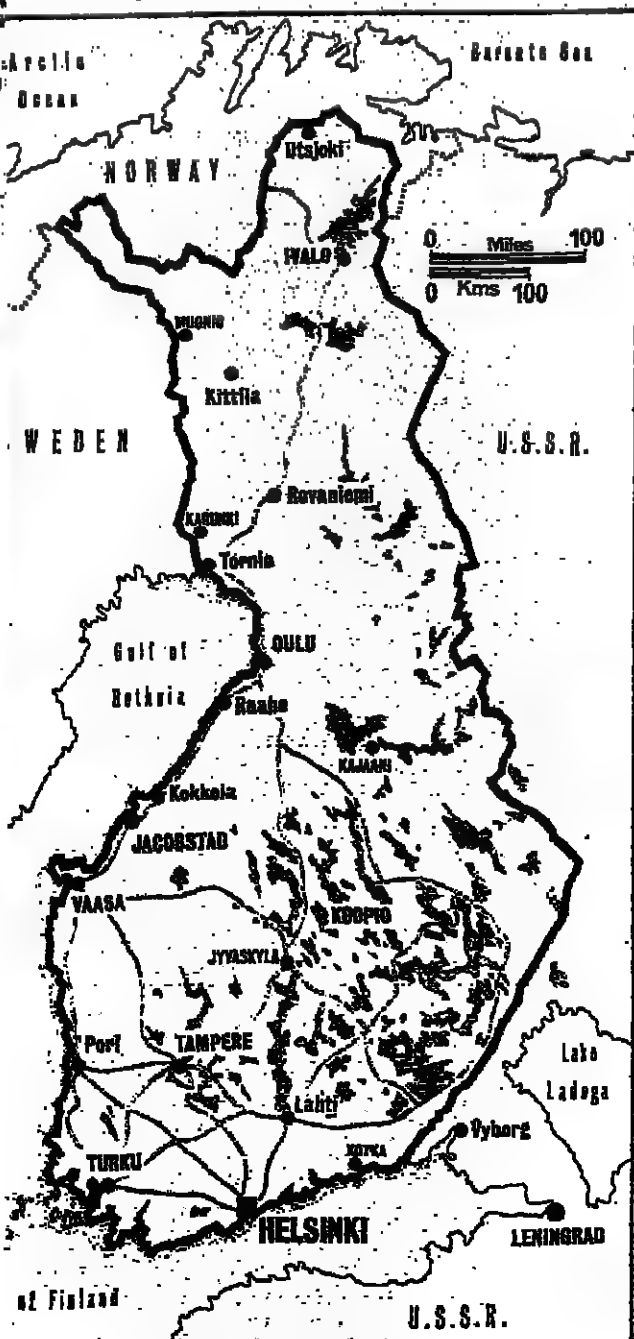 Arctic
Ocean
Barents Sea
NORWAY
Utsjoki
IVALO
0 Miles 100
0 Kms 100
MUONIO
Kittila
WEDEN
U.S.S.R.
Rovaniemi
KARUNKI
Tornio
Gulf of
Bothnia
OULU
Raahe
KAJAANI
Kokkola
JACOBSTAD
VAASA
KUOPIO
JYVASKYLA
Pori
TAMPERE
Lake
Ladoga
Lahti
Vyborg
KOTKA
TURKU
HELSINKI
LENINGRAD
of Finland
U.S.S.R.